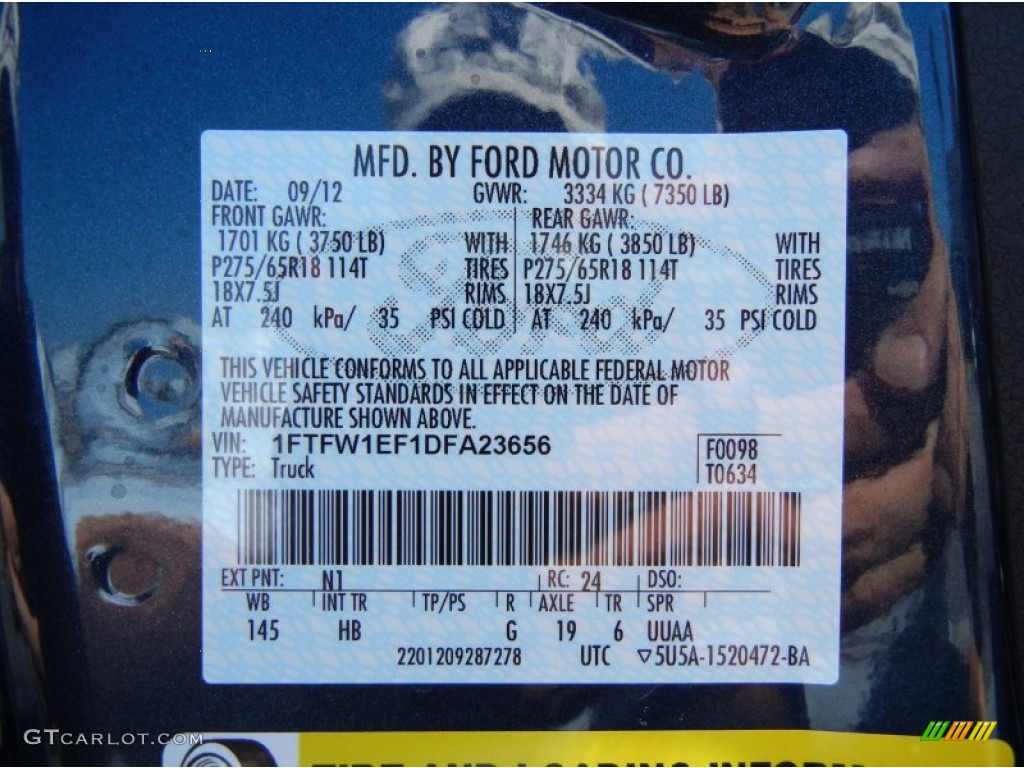 MFD. BY FORD MOTOR CO.
DATE: 09/12 GVWR: 3334 KG ( 7350 LB)
FRONT GAWR: REAR GAWR:
1701 KG ( 3750 LB) WITH 1746 KG ( 3850 LB) WITH
P275/65R18 114T TIRES P275/65R18 114T TIRES
18X7.5J RIMS 18X7.5J RIMS
AT 240 kPa/ 35 PSI COLD AT 240 kPa/ 35 PSI COLD
THIS VEHICLE CONFORMS TO ALL APPLICABLE FEDERAL MOTOR
VEHICLE SAFETY STANDARDS IN EFFECT ON THE DATE OF
MANUFACTURE SHOWN ABOVE.
VIN: 1FTFW1EF1DFA23656 F0098
TYPE: Truck T0634
EXT PNT: N1 RC: 24 DSO:
WB INT TR TP/PS R AXLE TR SPR
145 HB G 19 6 UUAA
2201209287278 UTC ▽5U5A-1520472-BA
GTCARLOT.COM
TIRE AND LOADING INFORMA